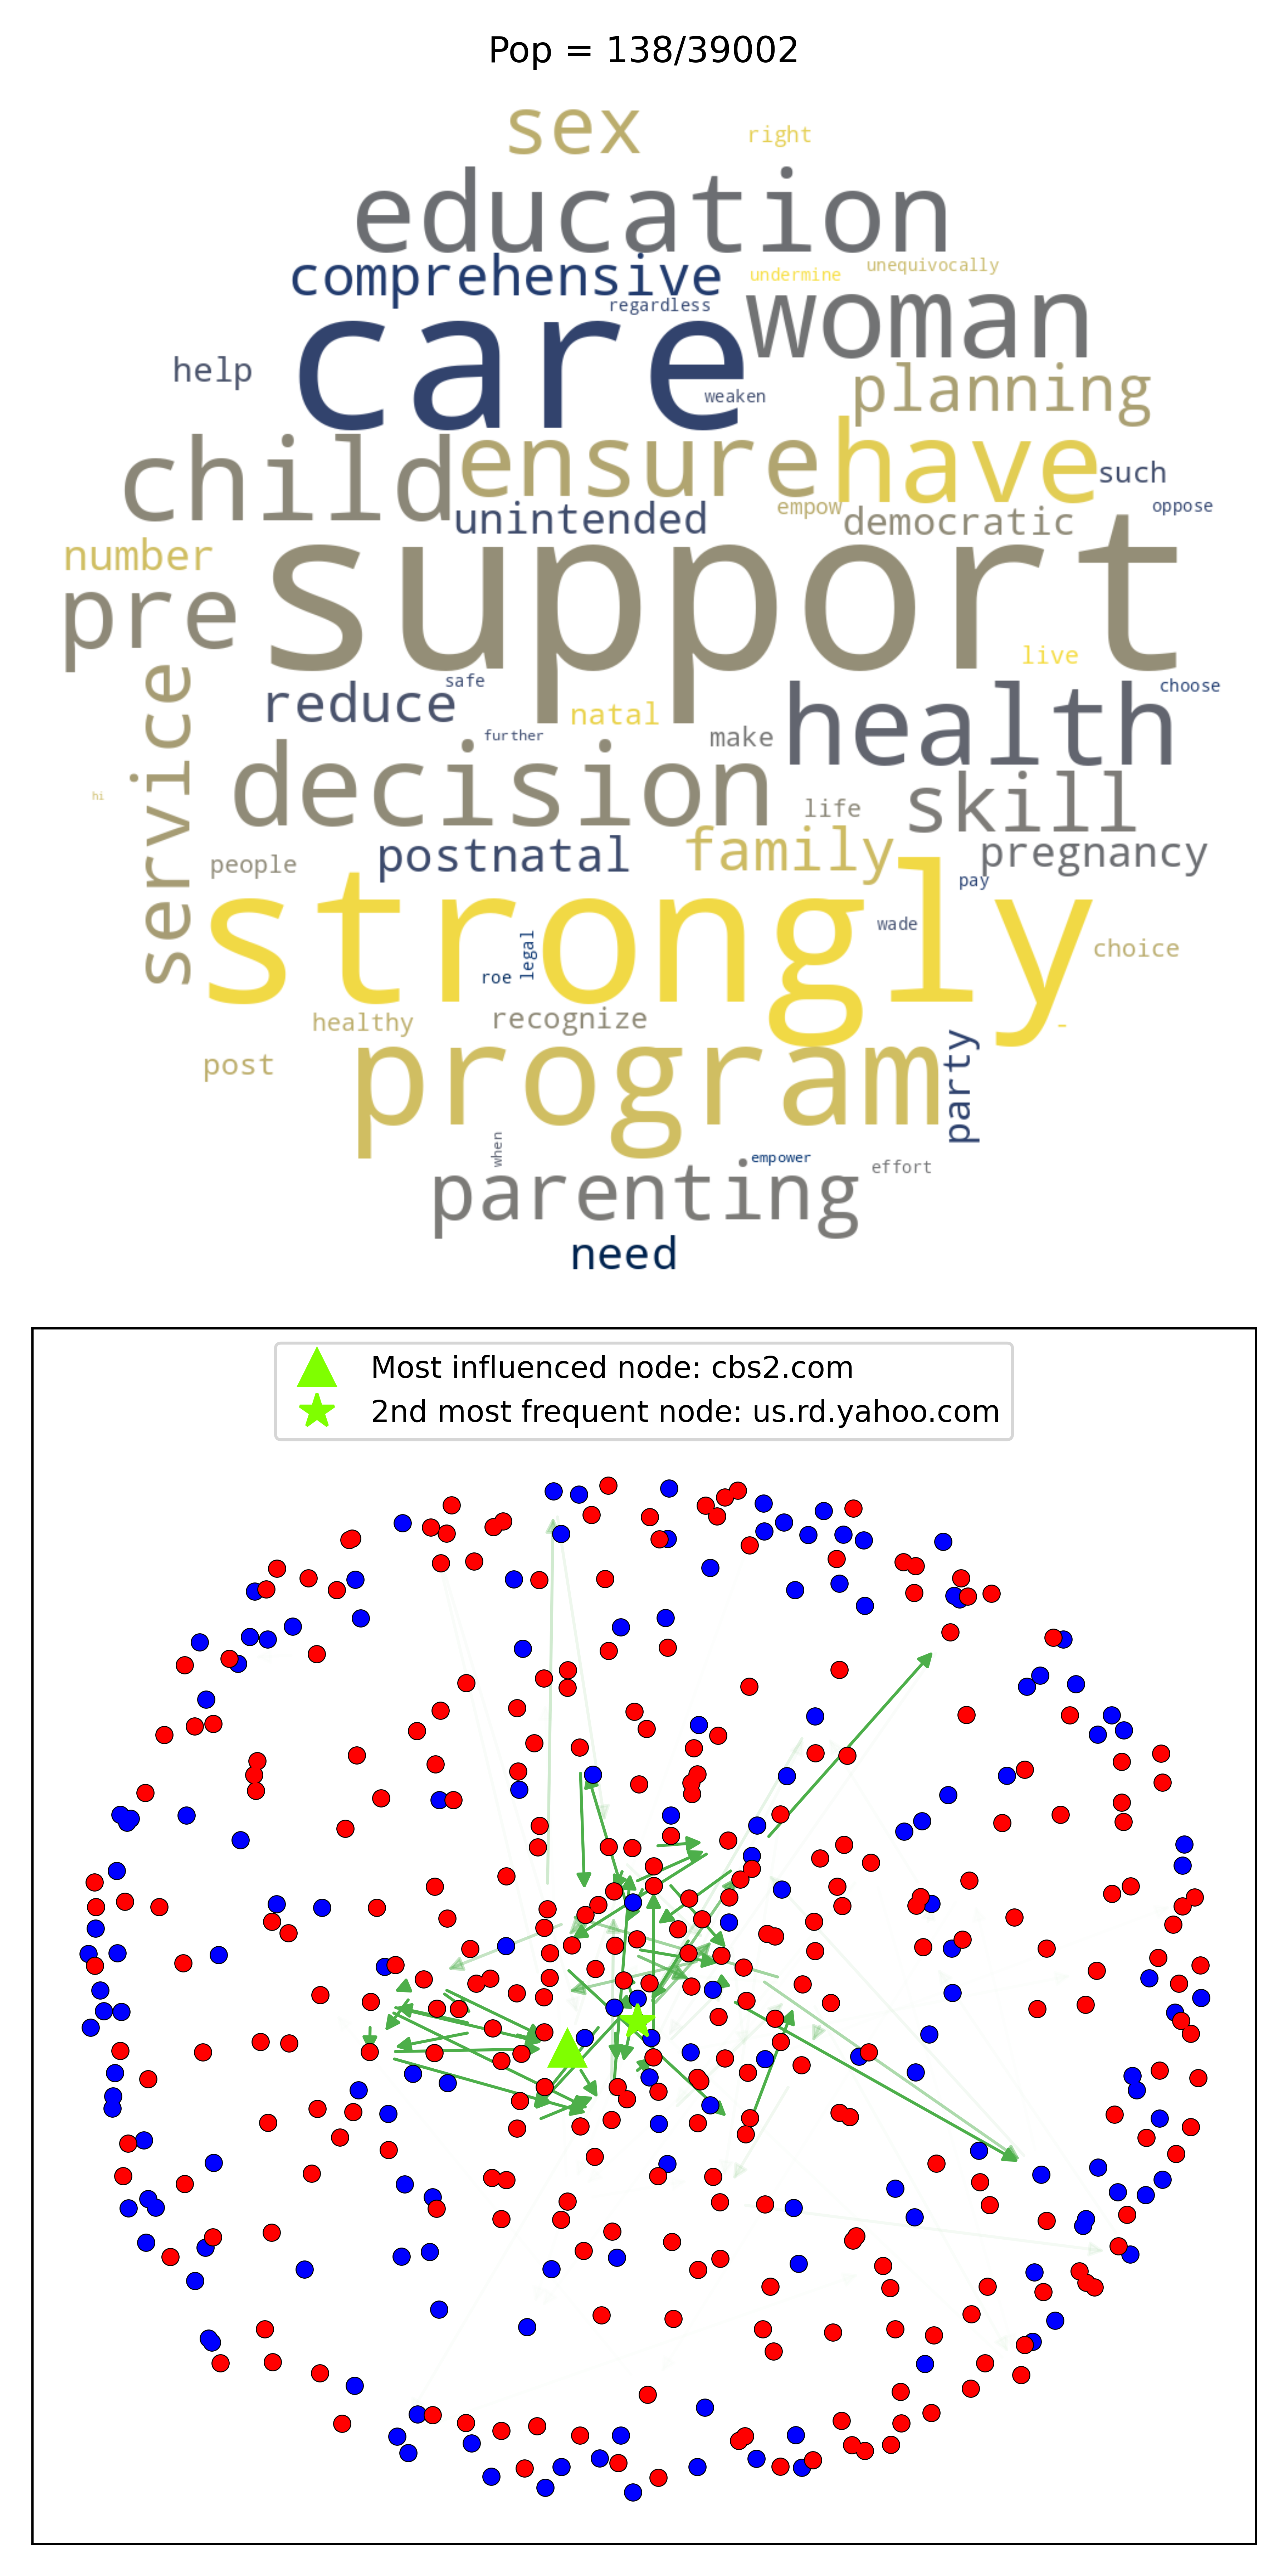 Pop = 138/39002
sex
right
education
comprehensive
undermine
unequivocally
regardless
woman
care
help
weaken
planning
child
ensure
have
such
unintended
empow
democratic
oppose
number
pre
support
live
service
reduce
safe
natal
further
make
health
choose
decision
hi
life
skill
people
postnatal
family
pregnancy
pay
strongly
wade
choice
roe
legal
healthy
recognize
-
post
program
party
when
empower
effort
parenting
need
Most influenced node: cbs2.com
2nd most frequent node: us.rd.yahoo.com